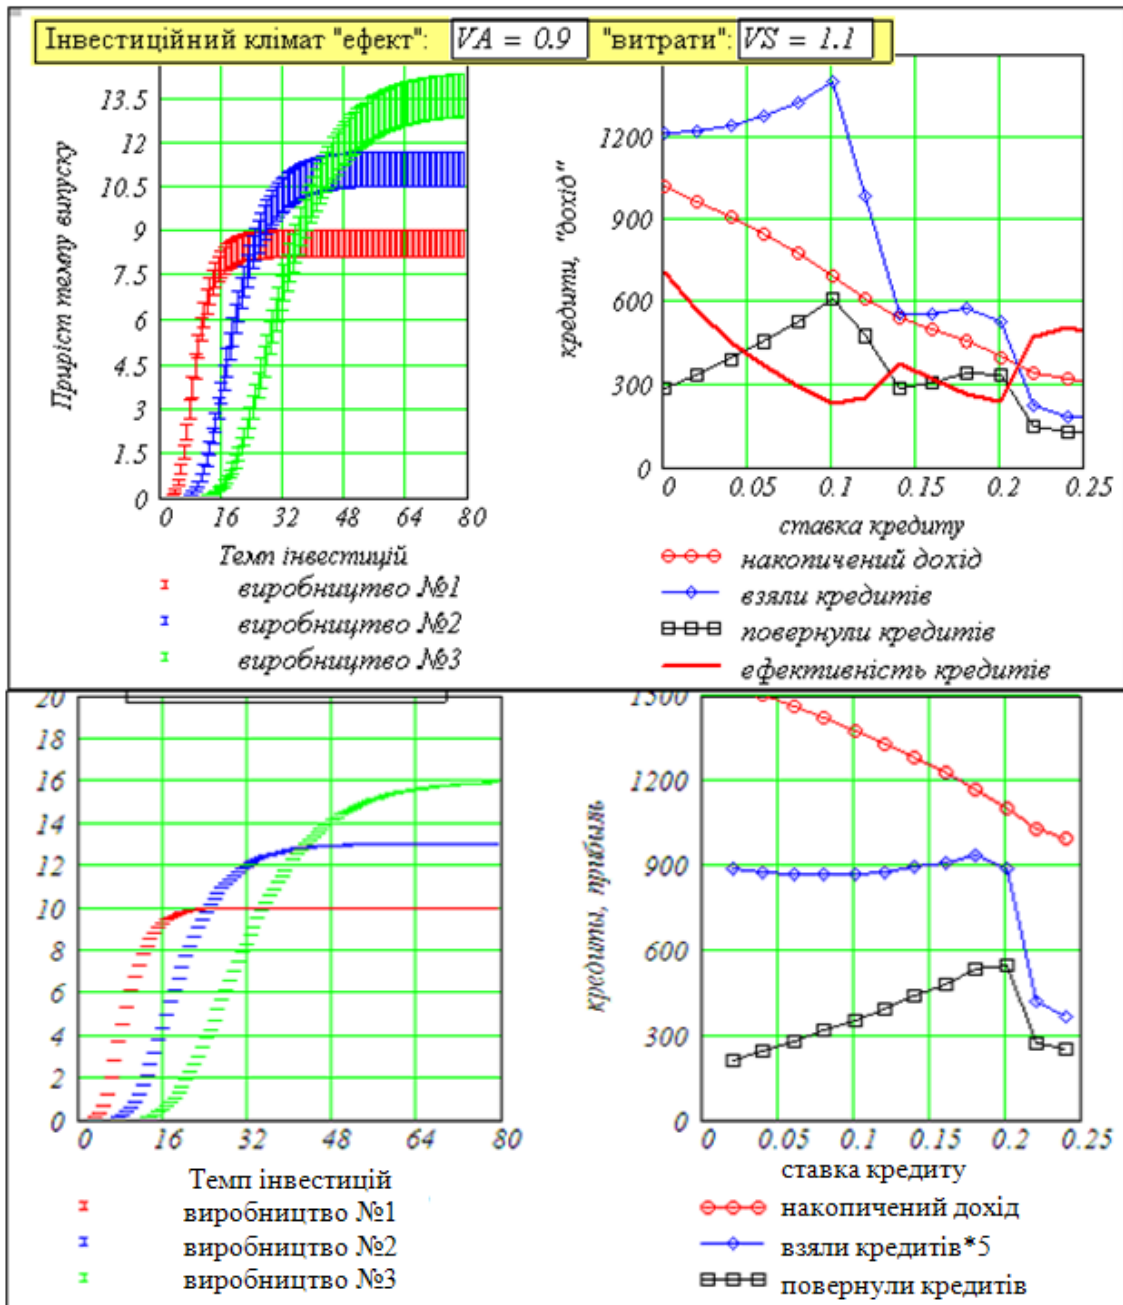 Інвестиційний клімат "ефект": VA = 0.9 "витрати": VS = 1.1
Приріст темпу випуску
13.5
12
10.5
9
7.5
6
4.5
3
1.5
0
0 16 32 48 64 80
Темп інвестицій
виробництво №1
виробництво №2
виробництво №3
кредити, "дохід"
1200
900
600
300
0
0 0.05 0.1 0.15 0.2 0.25
ставка кредиту
накопичений дохід
взяли кредитів
повернули кредитів
ефективність кредитів
20
18
16
14
12
10
8
6
4
2
0
0 16 32 48 64 80
Темп інвестицій
виробництво №1
виробництво №2
виробництво №3
кредиты, прибыль
1500
1200
900
600
300
0
0 0.05 0.1 0.15 0.2 0.25
ставка кредиту
накопичений дохід
взяли кредитів*5
повернули кредитів